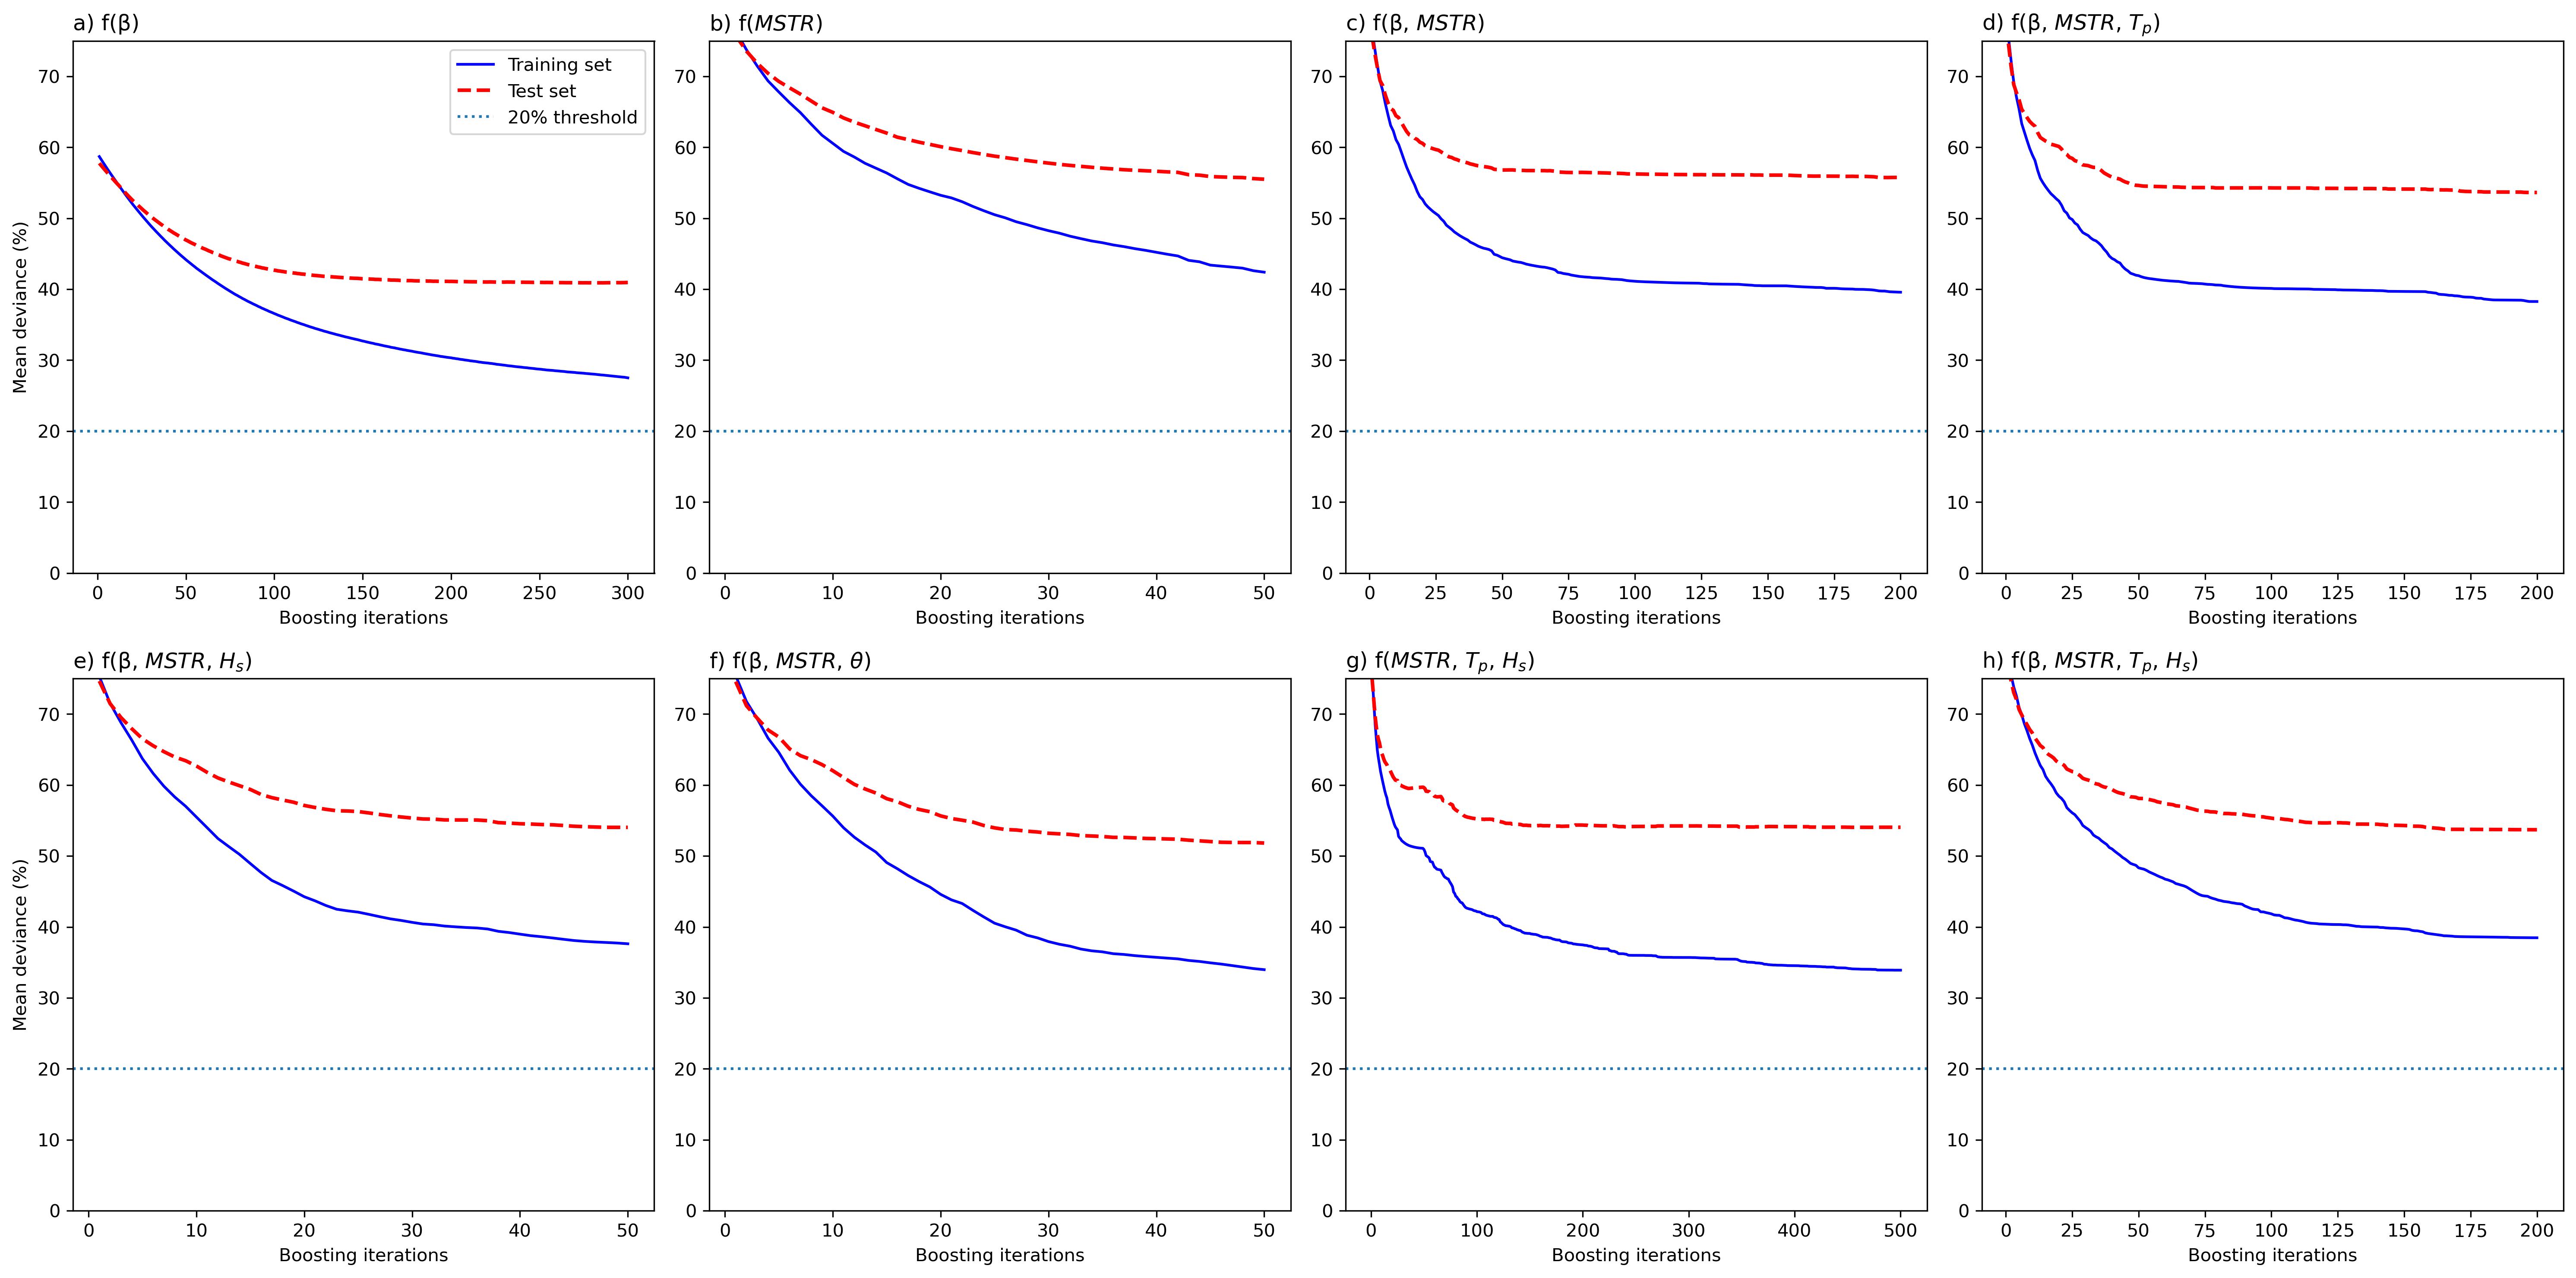 a) f(β)
Mean deviance (%)
70
60
50
40
30
20
10
0
Training set
Test set
20% threshold
0 50 100 150 200 250 300
Boosting iterations
b) f(MSTR)
70
60
50
40
30
20
10
0
0 10 20 30 40 50
Boosting iterations
c) f(β, MSTR)
70
60
50
40
30
20
10
0
0 25 50 75 100 125 150 175 200
Boosting iterations
d) f(β, MSTR, Tp)
70
60
50
40
30
20
10
0
0 25 50 75 100 125 150 175 200
Boosting iterations
e) f(β, MSTR, Hs)
Mean deviance (%)
70
60
50
40
30
20
10
0
0 10 20 30 40 50
Boosting iterations
f) f(β, MSTR, θ)
70
60
50
40
30
20
10
0
0 10 20 30 40 50
Boosting iterations
g) f(MSTR, Tp, Hs)
70
60
50
40
30
20
10
0
0 100 200 300 400 500
Boosting iterations
h) f(β, MSTR, Tp, Hs)
70
60
50
40
30
20
10
0
0 25 50 75 100 125 150 175 200
Boosting iterations